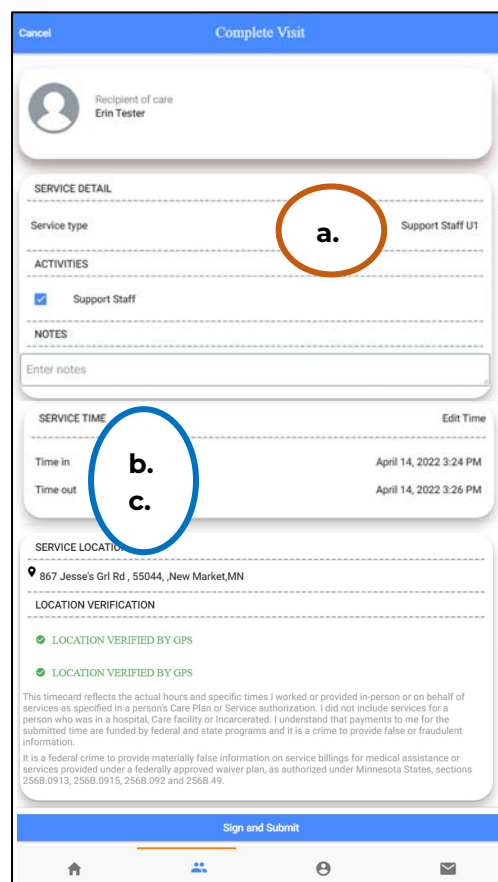 Cancel Complete Visit
Recipient of care
Erin Tester
SERVICE DETAIL
Service type a. Support Staff U1
ACTIVITIES
Support Staff
NOTES
Enter notes
SERVICE TIME Edit Time
Time in b. April 14, 2022 3:24 PM
Time out c. April 14, 2022 3:26 PM
SERVICE LOCATION
867 Jesse's Grl Rd , 55044, ,New Market,MN
LOCATION VERIFICATION
LOCATION VERIFIED BY GPS
LOCATION VERIFIED BY GPS
This timecard reflects the actual hours and specific times I worked or provided in-person or on behalf of
services as specified in a person's Care Plan or Service authorization. I did not include services for a
person who was in a hospital, Care facility or Incarcerated. I understand that payments to me for the
submitted time are funded by federal and state programs and it is a crime to provide false or fraudulent
information.
It is a federal crime to provide materially false information on service billings for medical assistance or
services provided under a federally approved waiver plan, as authorized under Minnesota States, sections
256B.0913, 256B.0915, 256B.092 and 256B.49.
Sign and Submit